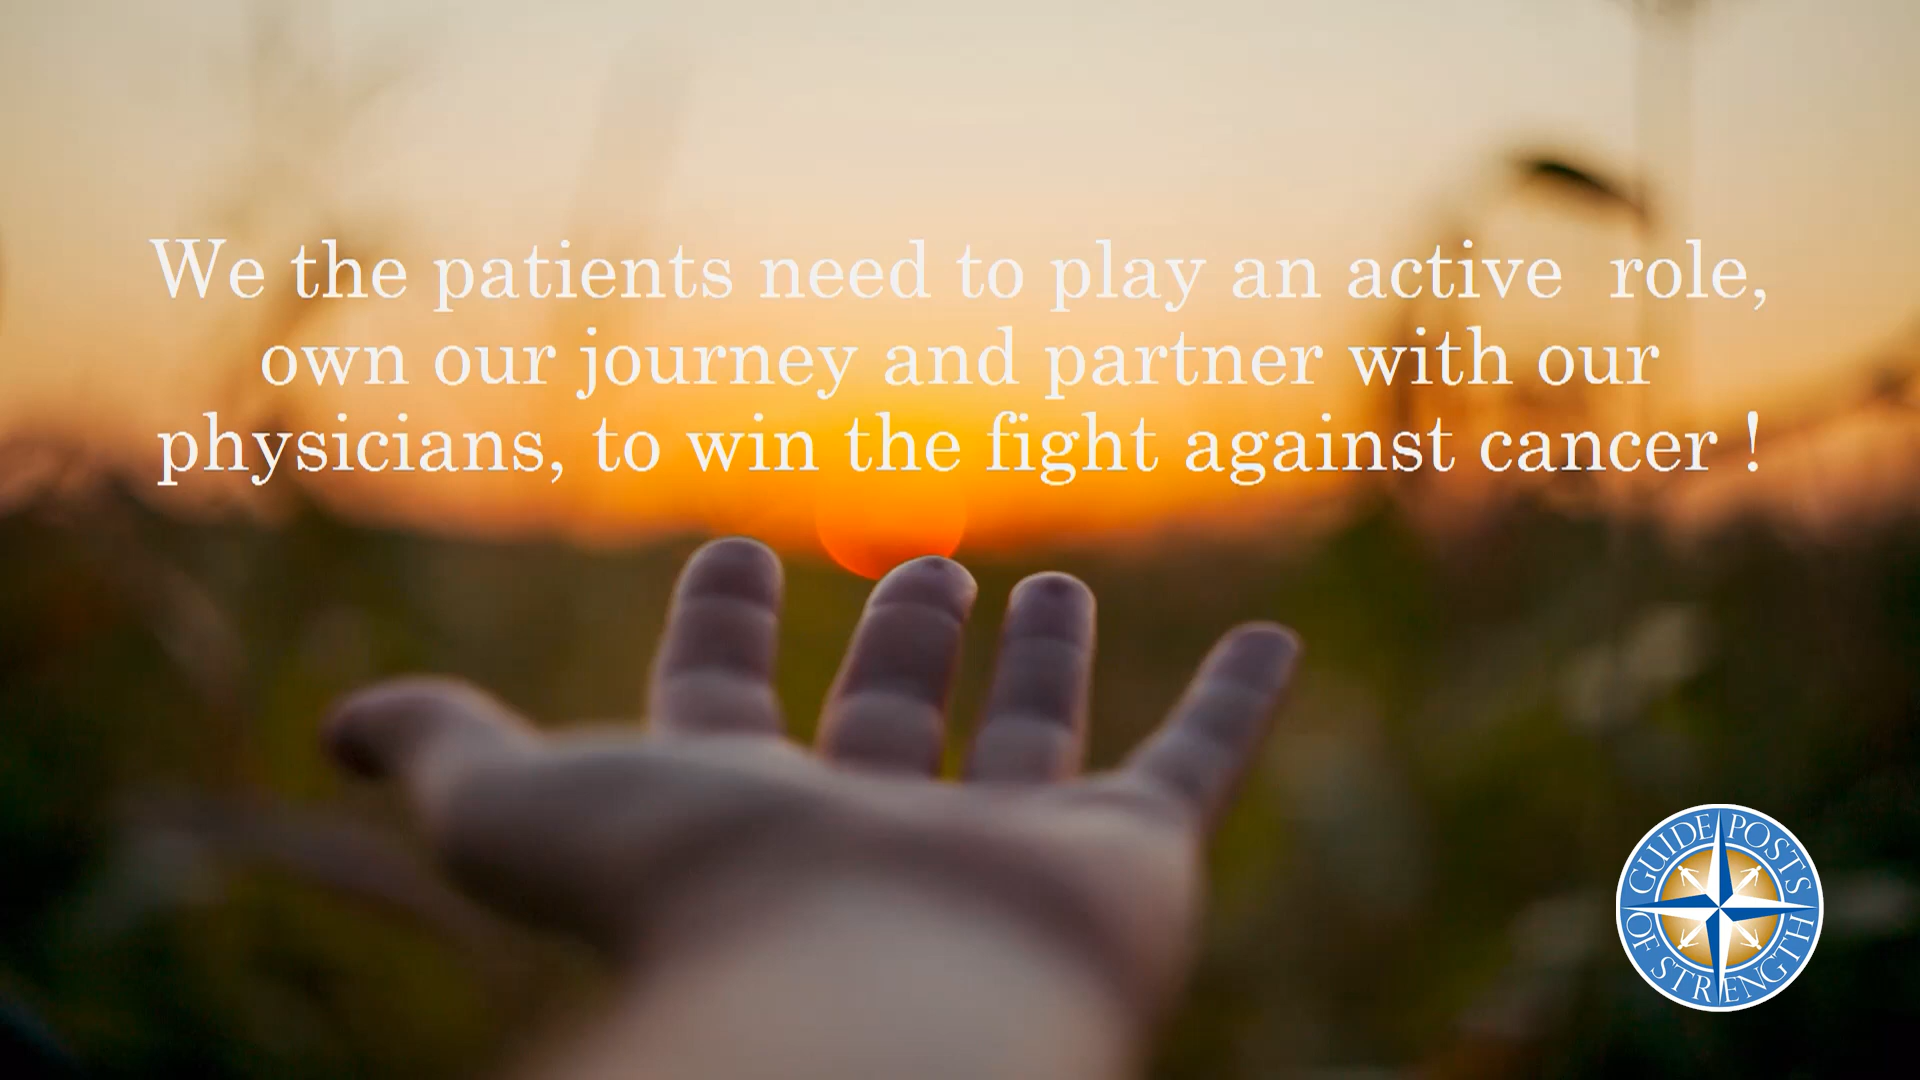 We the patients need to play an active  role,
own our journey and partner with our
physicians, to win the fight against cancer !
GUIDE POSTS
OF STRENGTH